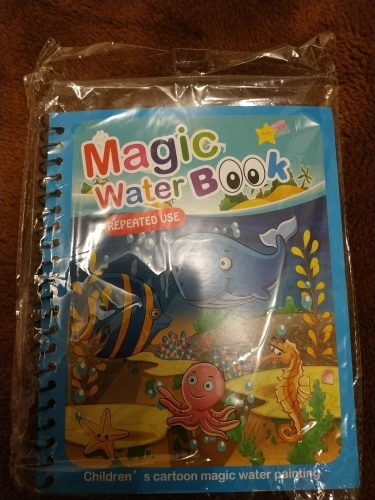 Magic
Water Book
REPEATED USE
Children's cartoon magic water painting